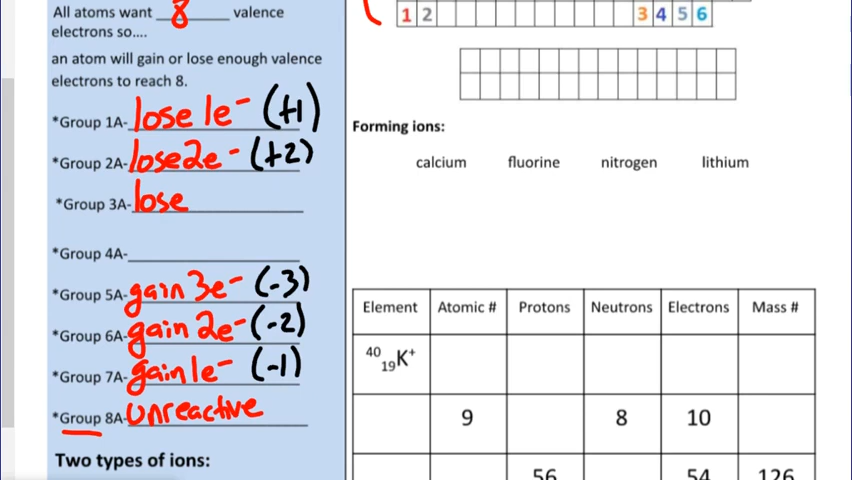 All atoms want 8 valence
electrons so....
an atom will gain or lose enough valence
electrons to reach 8.
*Group 1A- lose 1e- (+1)
*Group 2A- lose 2e- (+2)
*Group 3A- lose
*Group 4A-
*Group 5A- gain 3e- (-3)
*Group 6A- gain 2e- (-2)
*Group 7A- gain 1e- (-1)
*Group 8A- unreactive
Two types of ions:
1 2 3 4 5 6
Forming ions:
calcium fluorine nitrogen lithium
Element Atomic # Protons Neutrons Electrons Mass #
40 19K+
9 8 10
56 54 126